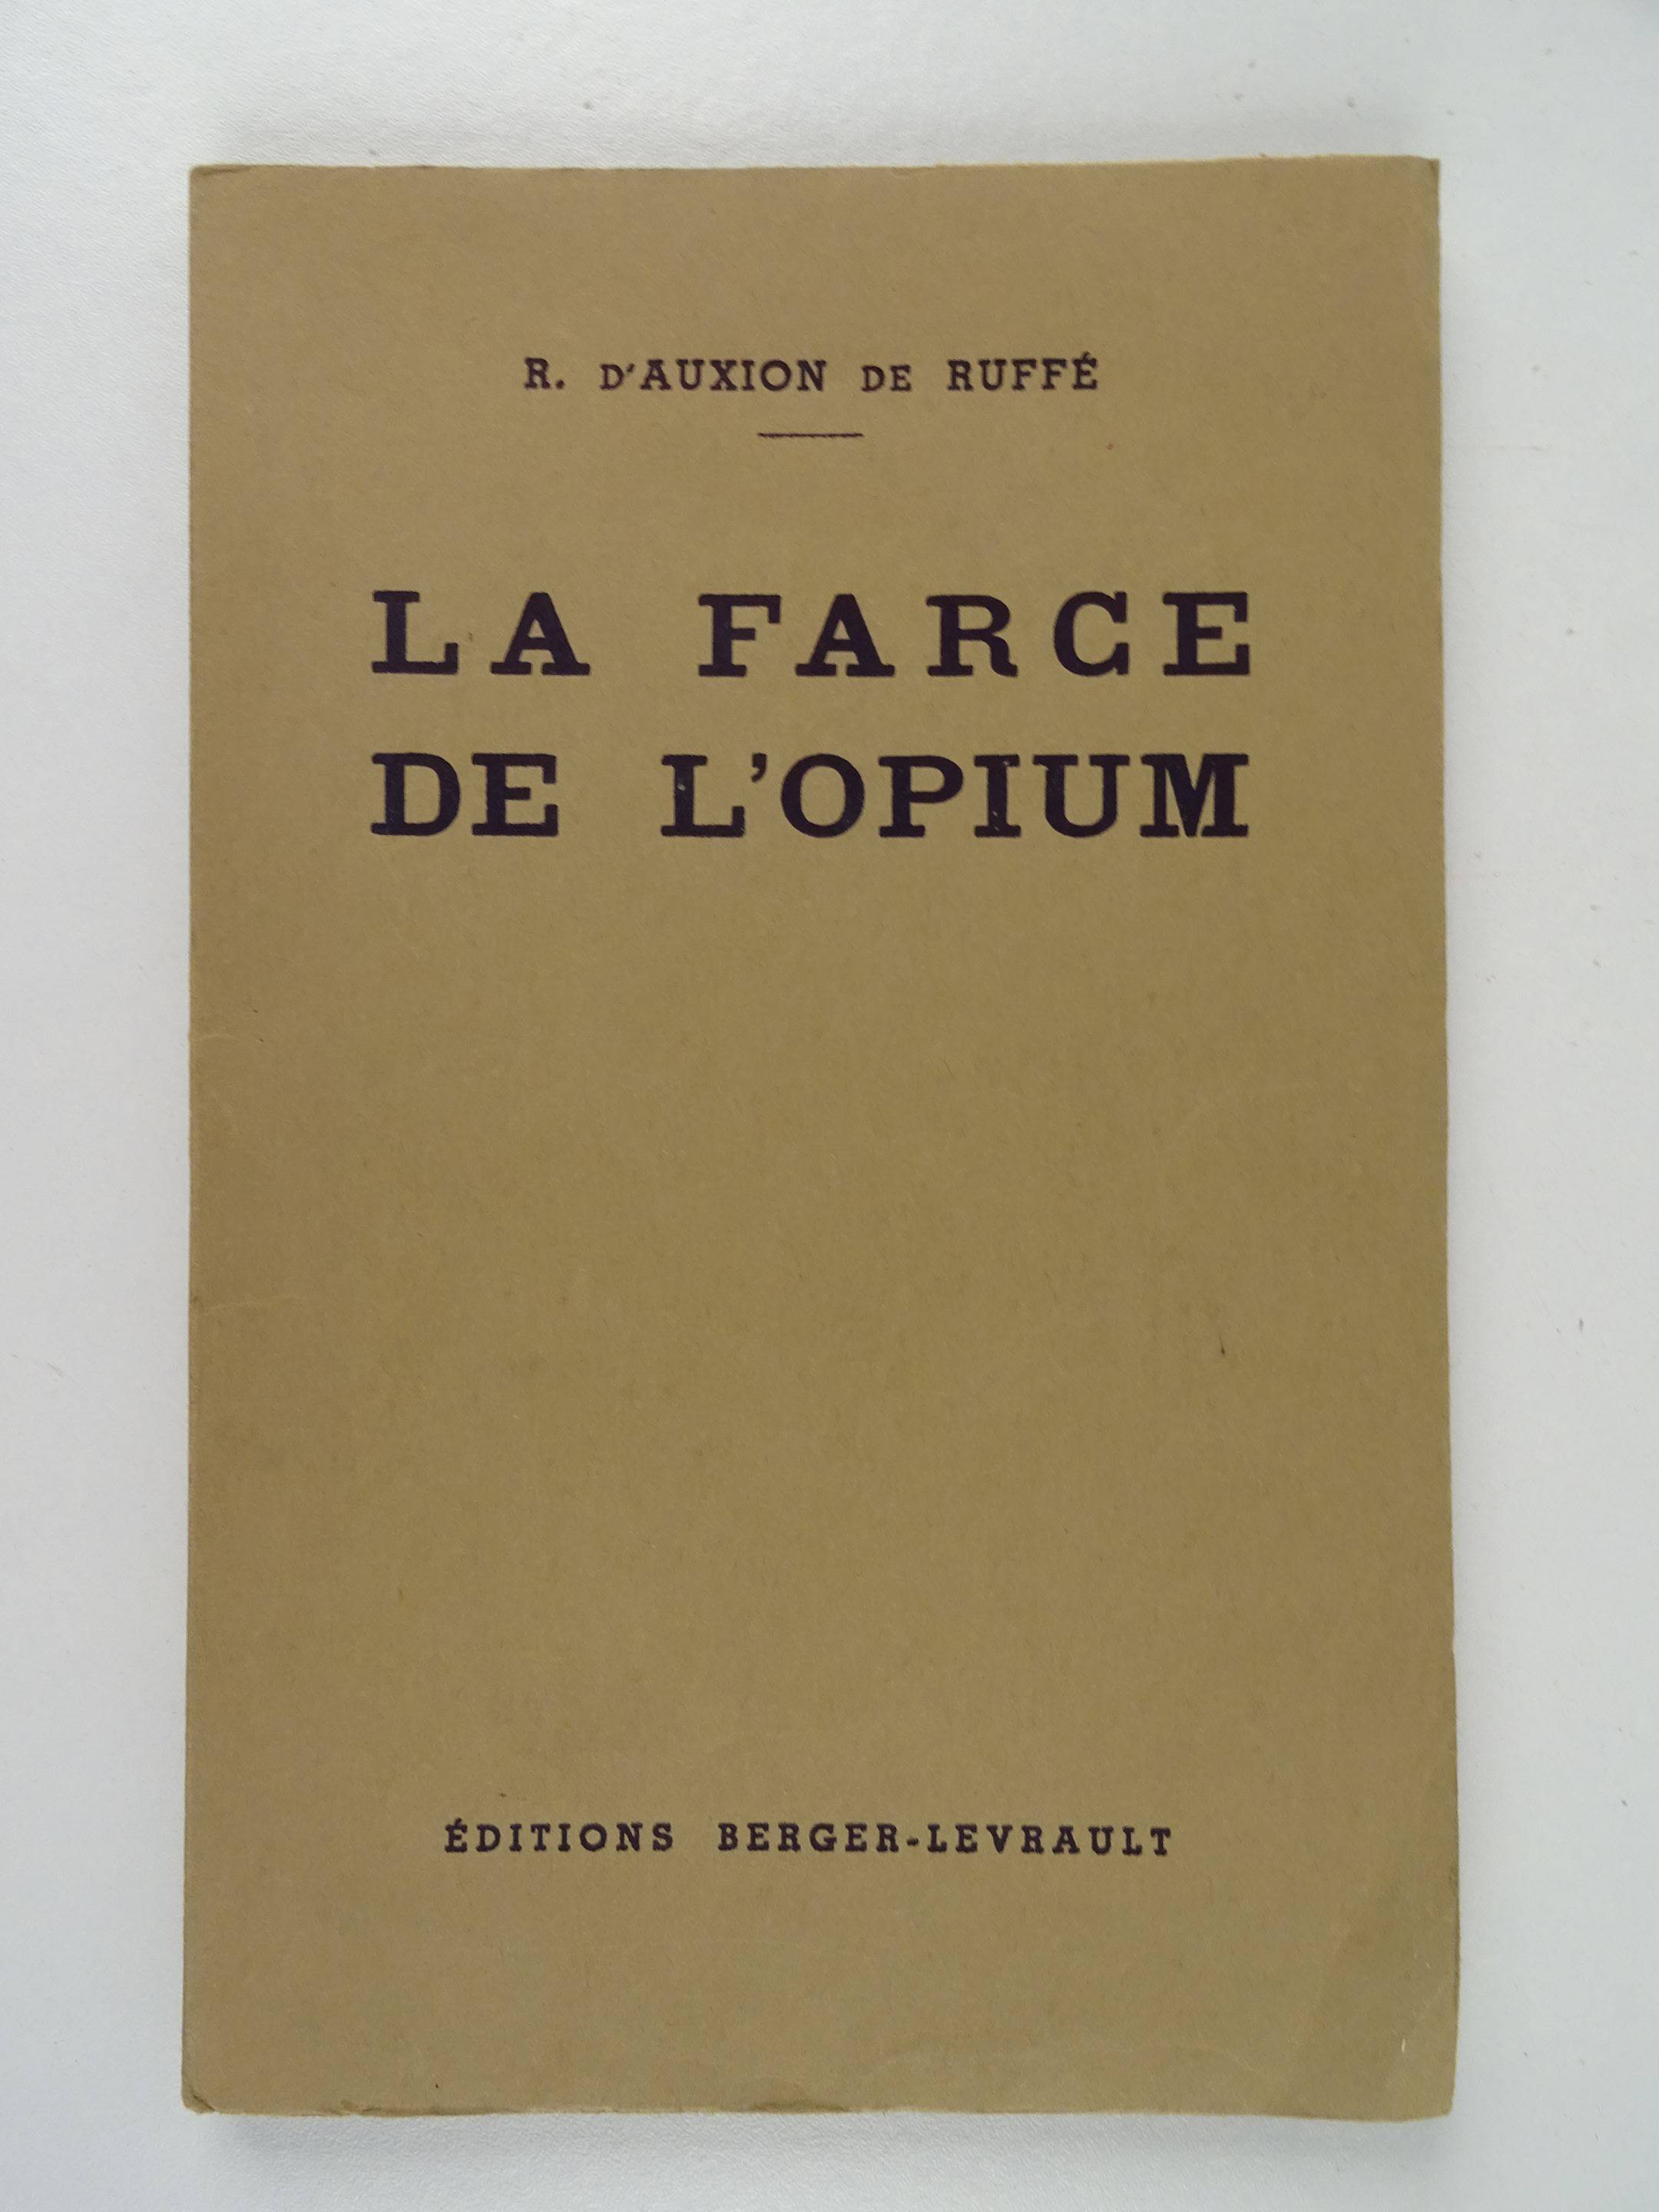 R. D'AUXION DE RUFFÉ
LA FARCE
DE L'OPIUM
ÉDITIONS BERGER-LEVRAULT